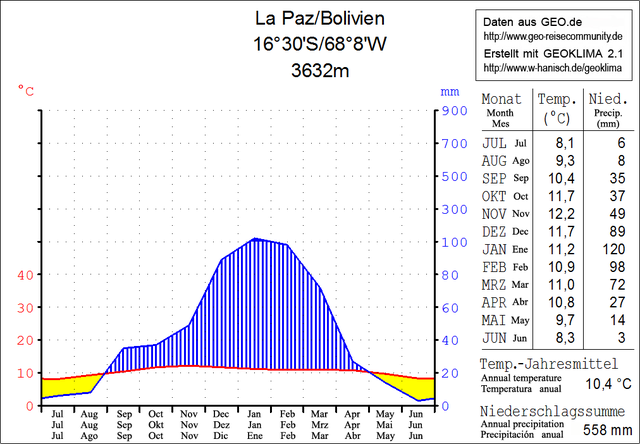 La Paz/Bolivien
16°30'S/68°8'W
3632m
Daten aus GEO.de
http://www.geo-reisecommunity.de
Erstellt mit GEOKLIMA 2.1
http://www.w-hanisch.de/geoklima
°C mm
900
700
500
300
100
40 80
30 60
20 40
10 20
0 0
Jul Aug Sep Oct Nov Dec Jan Feb Mar Apr May Jun
Jul Aug Sep Oct Nov Dec Jan Feb Mar Apr May Jun
Jul Ago Sep Oct Nov Dic Ene Feb Mar Abr May Jun
Monat Temp. Nied.
Month Precip.
Mes (°C) (mm)
JUL Jul 8,1 6
AUG Ago 9,3 8
SEP Sep 10,4 35
OKT Oct 11,7 37
NOV Nov 12,2 49
DEZ Dec 11,7 89
JAN Ene 11,2 120
FEB Feb 10,9 98
MRZ Mar 11,0 72
APR Abr 10,8 27
MAI May 9,7 14
JUN Jun 8,3 3
Temp.-Jahresmittel
Annual temperature
Temperatura anual 10,4 °C
Niederschlagssumme
Annual precipitation
Precipitación anual 558 mm